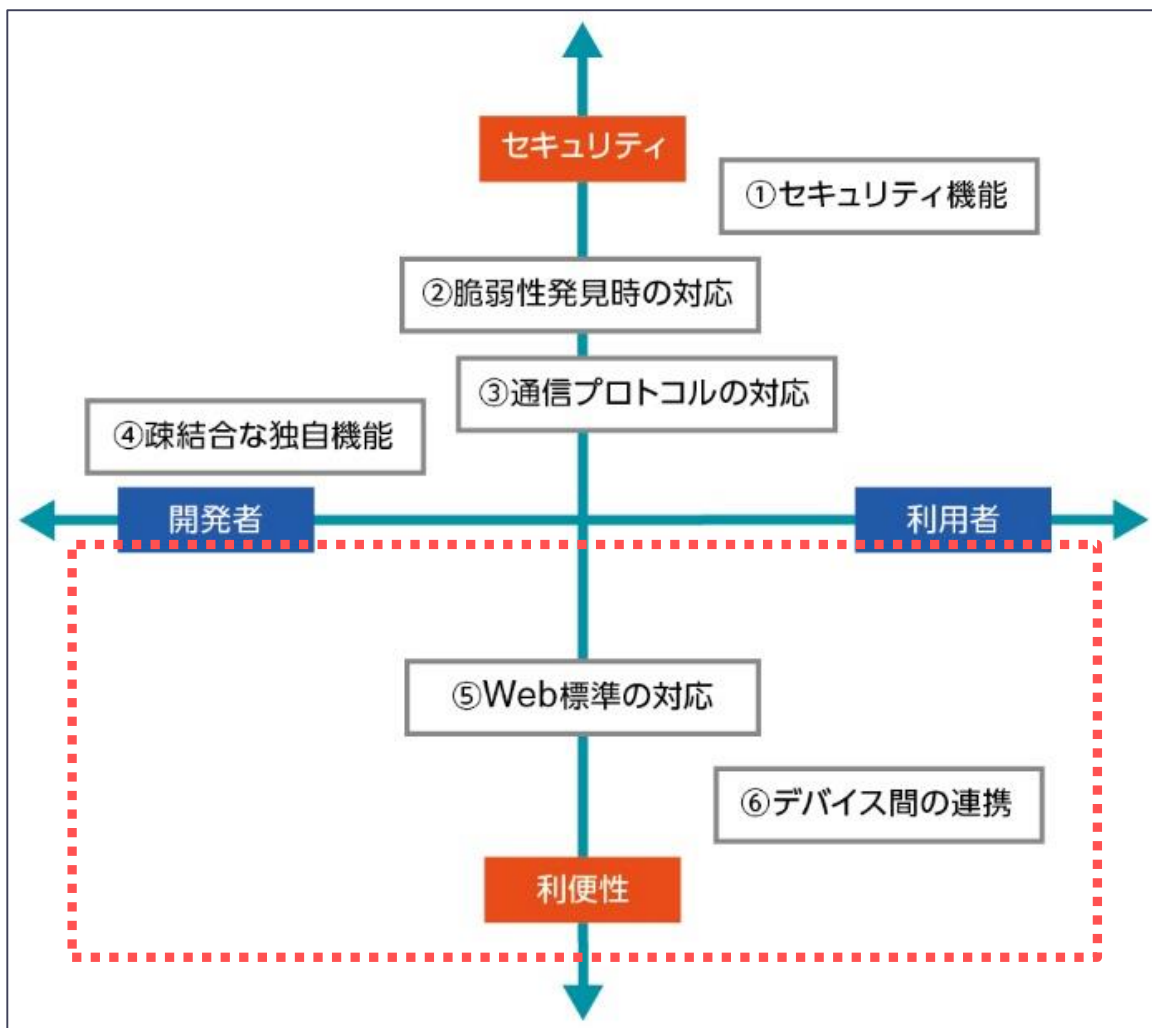 セキュリティ
①セキュリティ機能
②脆弱性発見時の対応
③通信プロトコルの対応
④疎結合な独自機能
開発者
利用者
⑤Web標準の対応
⑥デバイス間の連携
利便性